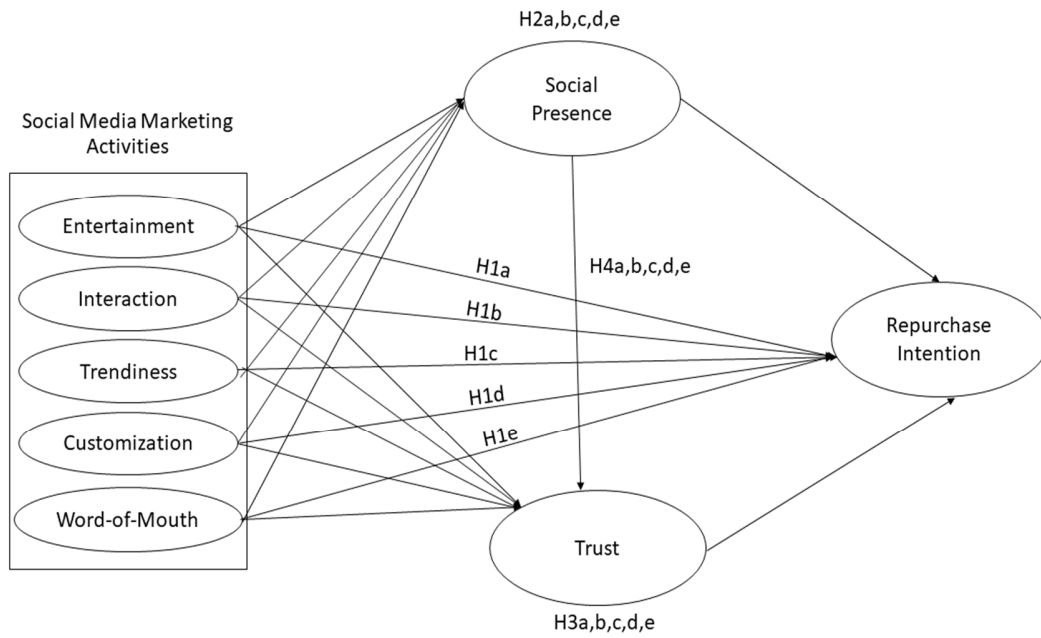 H2a,b,c,d,e
Social
Presence
Social Media Marketing
Activities
Entertainment
Interaction
Trendiness
Customization
Word-of-Mouth
H1a
H1b
H1c
H1d
H1e
H4a,b,c,d,e
Repurchase
Intention
Trust
H3a,b,c,d,e